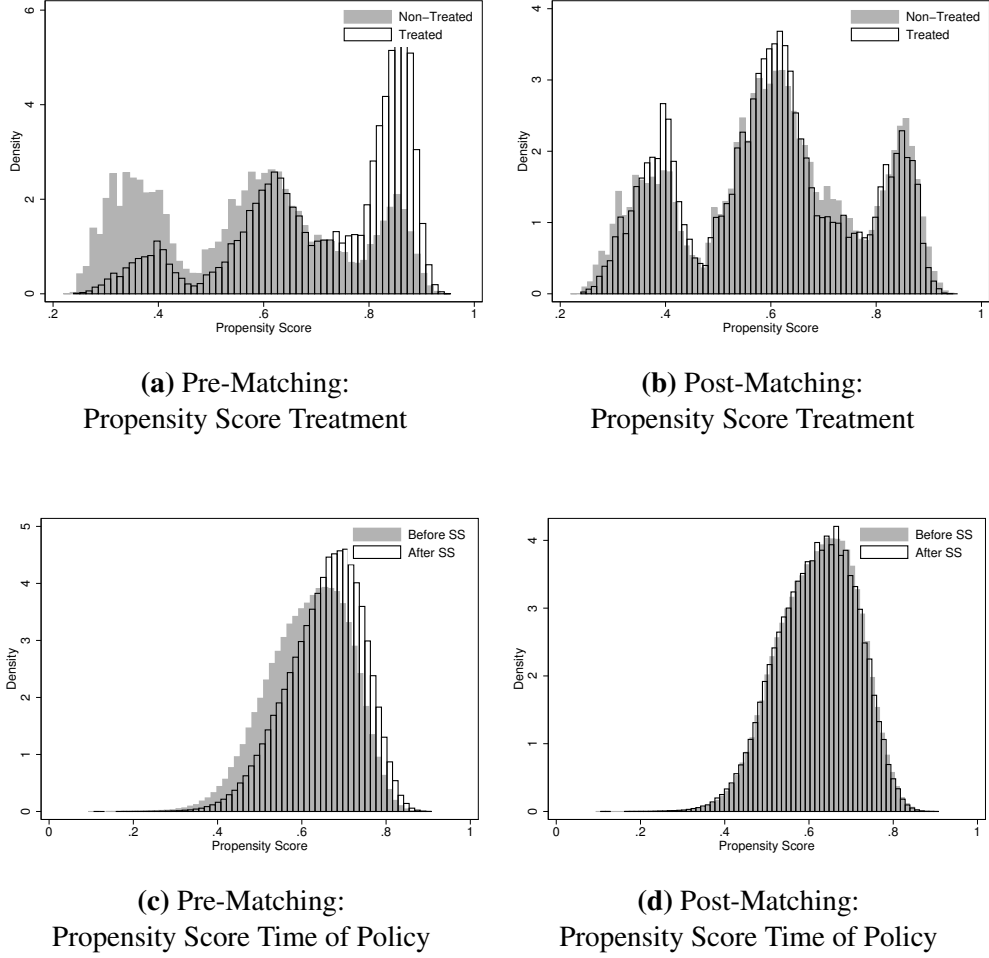 Non−Treated
Treated
6
4
2
0
Density
.2 .4 .6 .8 1
Propensity Score
(a) Pre-Matching:
Propensity Score Treatment
Non−Treated
Treated
4
3
2
1
0
Density
.2 .4 .6 .8 1
Propensity Score
(b) Post-Matching:
Propensity Score Treatment
Before SS
After SS
5
4
3
2
1
0
Density
0 .2 .4 .6 .8 1
Propensity Score
(c) Pre-Matching:
Propensity Score Time of Policy
Before SS
After SS
4
3
2
1
0
Density
0 .2 .4 .6 .8 1
Propensity Score
(d) Post-Matching:
Propensity Score Time of Policy